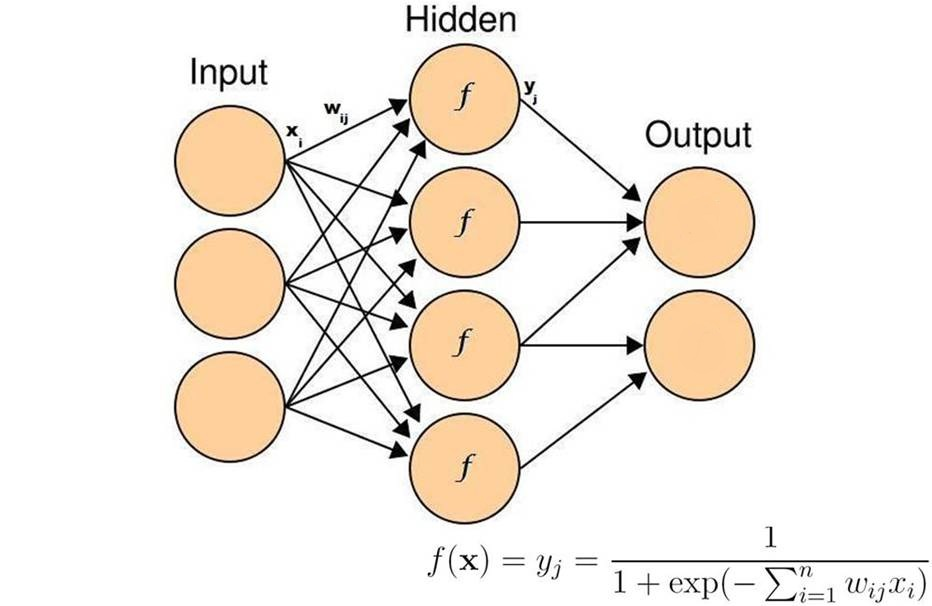 Hidden
Input
Output
x_i
w_ij
y_j
f
f
f
f
f(x) = y_j = 1 / (1 + exp(− ∑_{i=1}^{n} w_ij x_i))